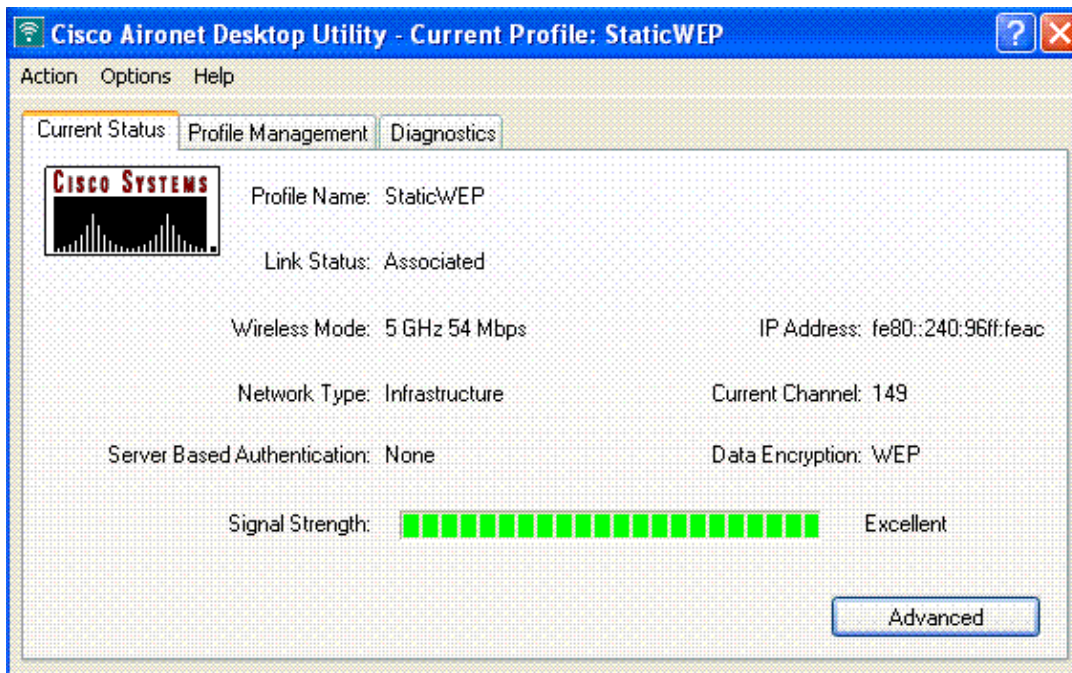 Cisco Aironet Desktop Utility - Current Profile: StaticWEP
Action Options Help
Current Status Profile Management Diagnostics
CISCO SYSTEMS
Profile Name: StaticWEP
Link Status: Associated
Wireless Mode: 5 GHz 54 Mbps IP Address: fe80::240:96ff:feac
Network Type: Infrastructure Current Channel: 149
Server Based Authentication: None Data Encryption: WEP
Signal Strength: Excellent
Advanced